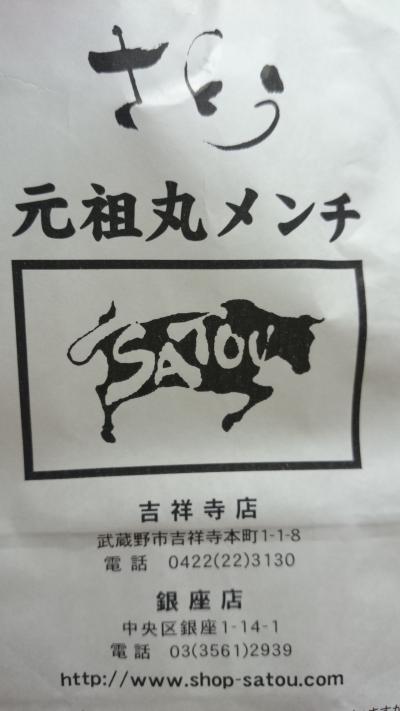 さとう
元祖丸メンチ
SATOU
吉祥寺店
武蔵野市吉祥寺本町1-1-8
電話 0422(22)3130
銀座店
中央区銀座1-14-1
電話 03(3561)2939
http://www.shop-satou.com